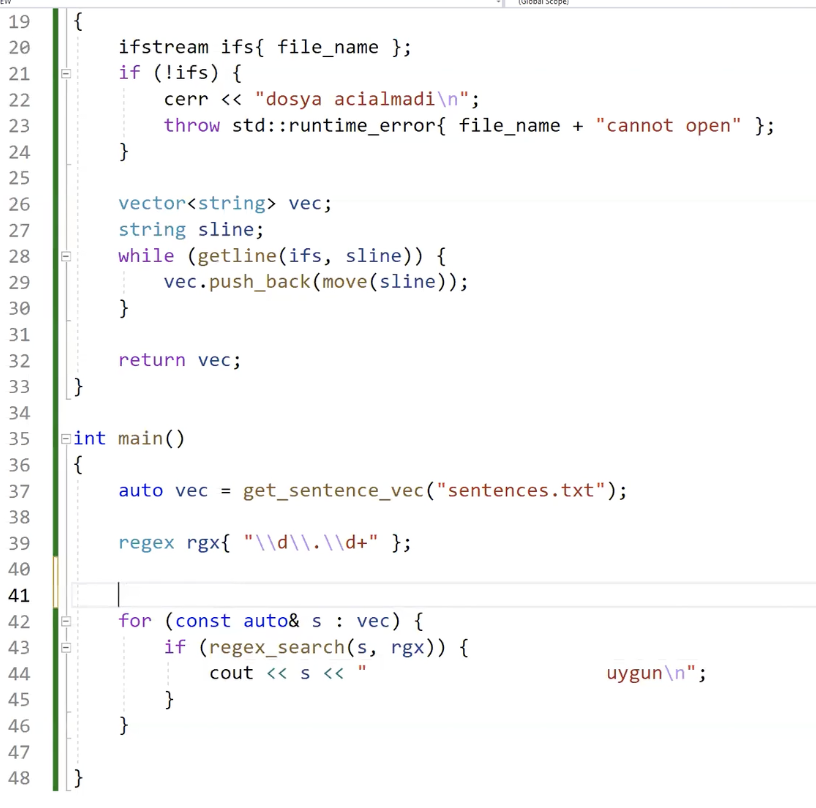 (Global Scope)
19 {
20 ifstream ifs{ file_name };
21 if (!ifs) {
22 cerr << "dosya acialmadi\n";
23 throw std::runtime_error{ file_name + "cannot open" };
24 }
25
26 vector<string> vec;
27 string sline;
28 while (getline(ifs, sline)) {
29 vec.push_back(move(sline));
30 }
31
32 return vec;
33 }
34
35 int main()
36 {
37 auto vec = get_sentence_vec("sentences.txt");
38
39 regex rgx{ "\\d\\.\\d+" };
40
41
42 for (const auto& s : vec) {
43 if (regex_search(s, rgx)) {
44 cout << s << " uygun\n";
45 }
46 }
47
48 }